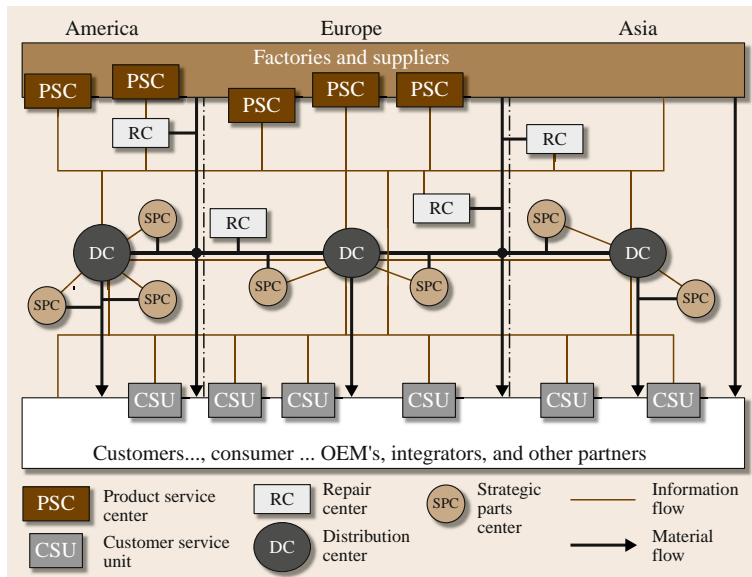 America Europe Asia
Factories and suppliers
PSC PSC PSC PSC PSC
RC RC
RC RC
SPC SPC
DC DC DC
SPC SPC SPC SPC SPC
CSU CSU CSU CSU CSU CSU
Customers..., consumer ... OEM's, integrators, and other partners
PSC Product service center
RC Repair center
SPC Strategic parts center
Information flow
CSU Customer service unit
DC Distribution center
Material flow